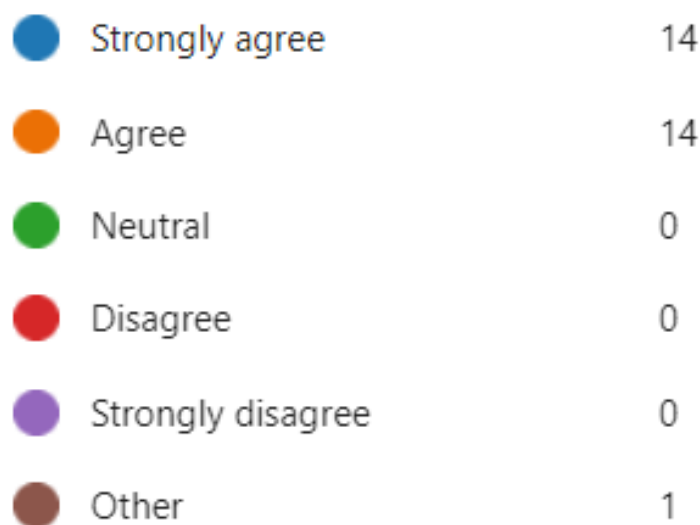 Strongly agree 14
Agree 14
Neutral 0
Disagree 0
Strongly disagree 0
Other 1